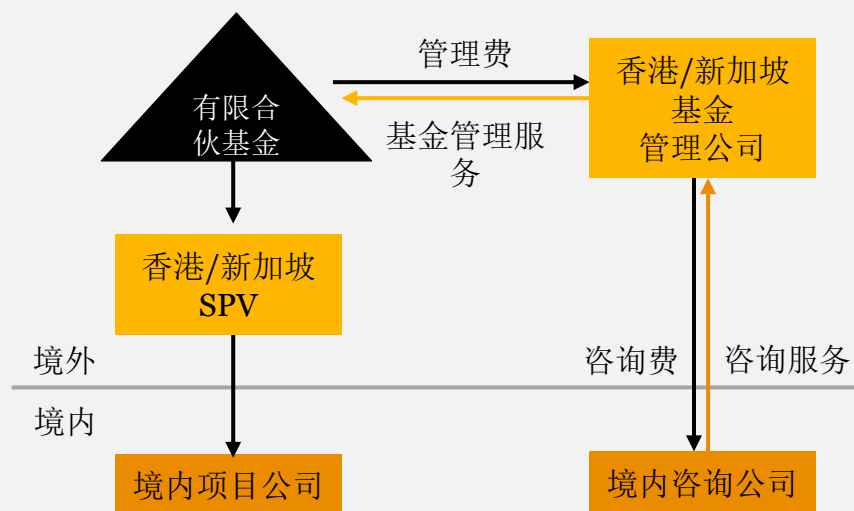 管理费
香港/新加坡
基金
管理公司
有限合
伙基金
基金管理服
务
香港/新加坡
SPV
境外
咨询费
咨询服务
境内
境内项目公司
境内咨询公司